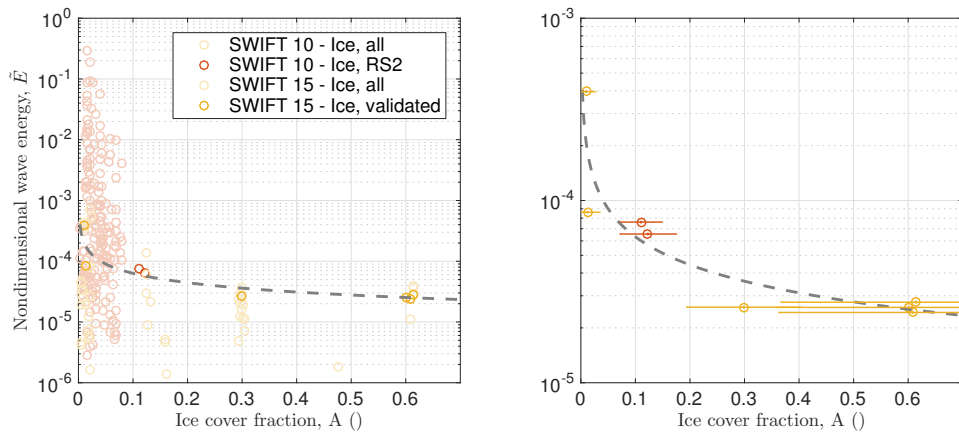 10^0
10^-1
10^-2
10^-3
10^-4
10^-5
10^-6
Nondimensional wave energy, Ẽ
SWIFT 10 - Ice, all
SWIFT 10 - Ice, RS2
SWIFT 15 - Ice, all
SWIFT 15 - Ice, validated
0 0.1 0.2 0.3 0.4 0.5 0.6
Ice cover fraction, A ()
10^-3
10^-4
10^-5
0 0.1 0.2 0.3 0.4 0.5 0.6
Ice cover fraction, A ()